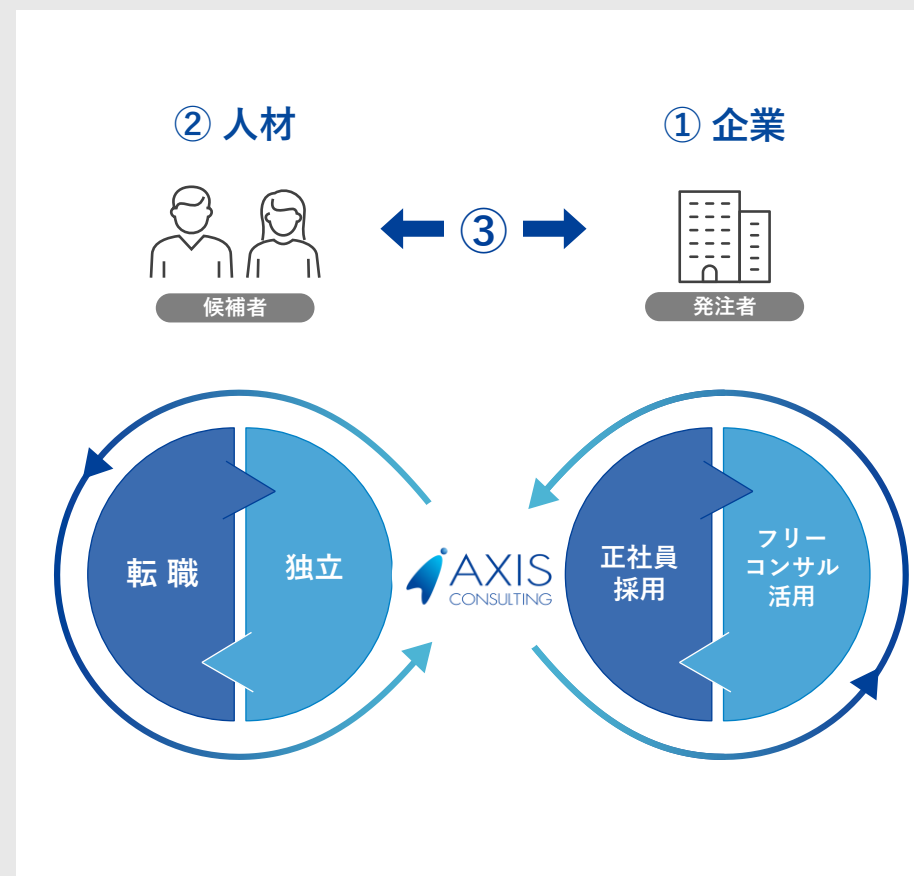 ② 人材
① 企業
③
候補者
発注者
転職
独立
AXIS
CONSULTING
正社員
採用
フリー
コンサル
活用